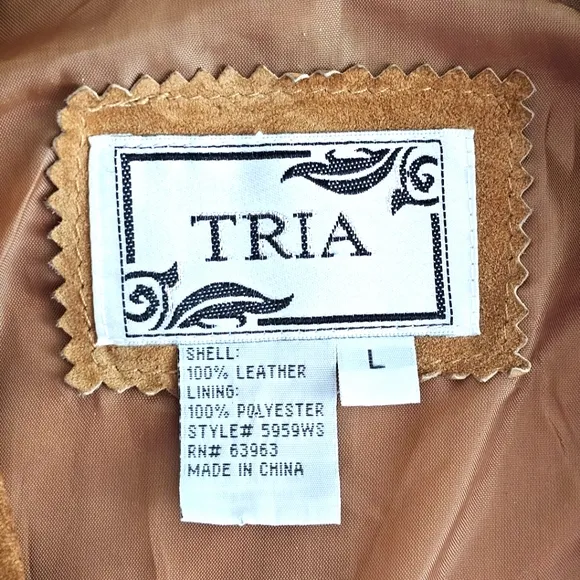 TRIA
SHELL:
100% LEATHER
LINING:
100% POLYESTER
STYLE# 5959WS
RN# 63963
MADE IN CHINA
L